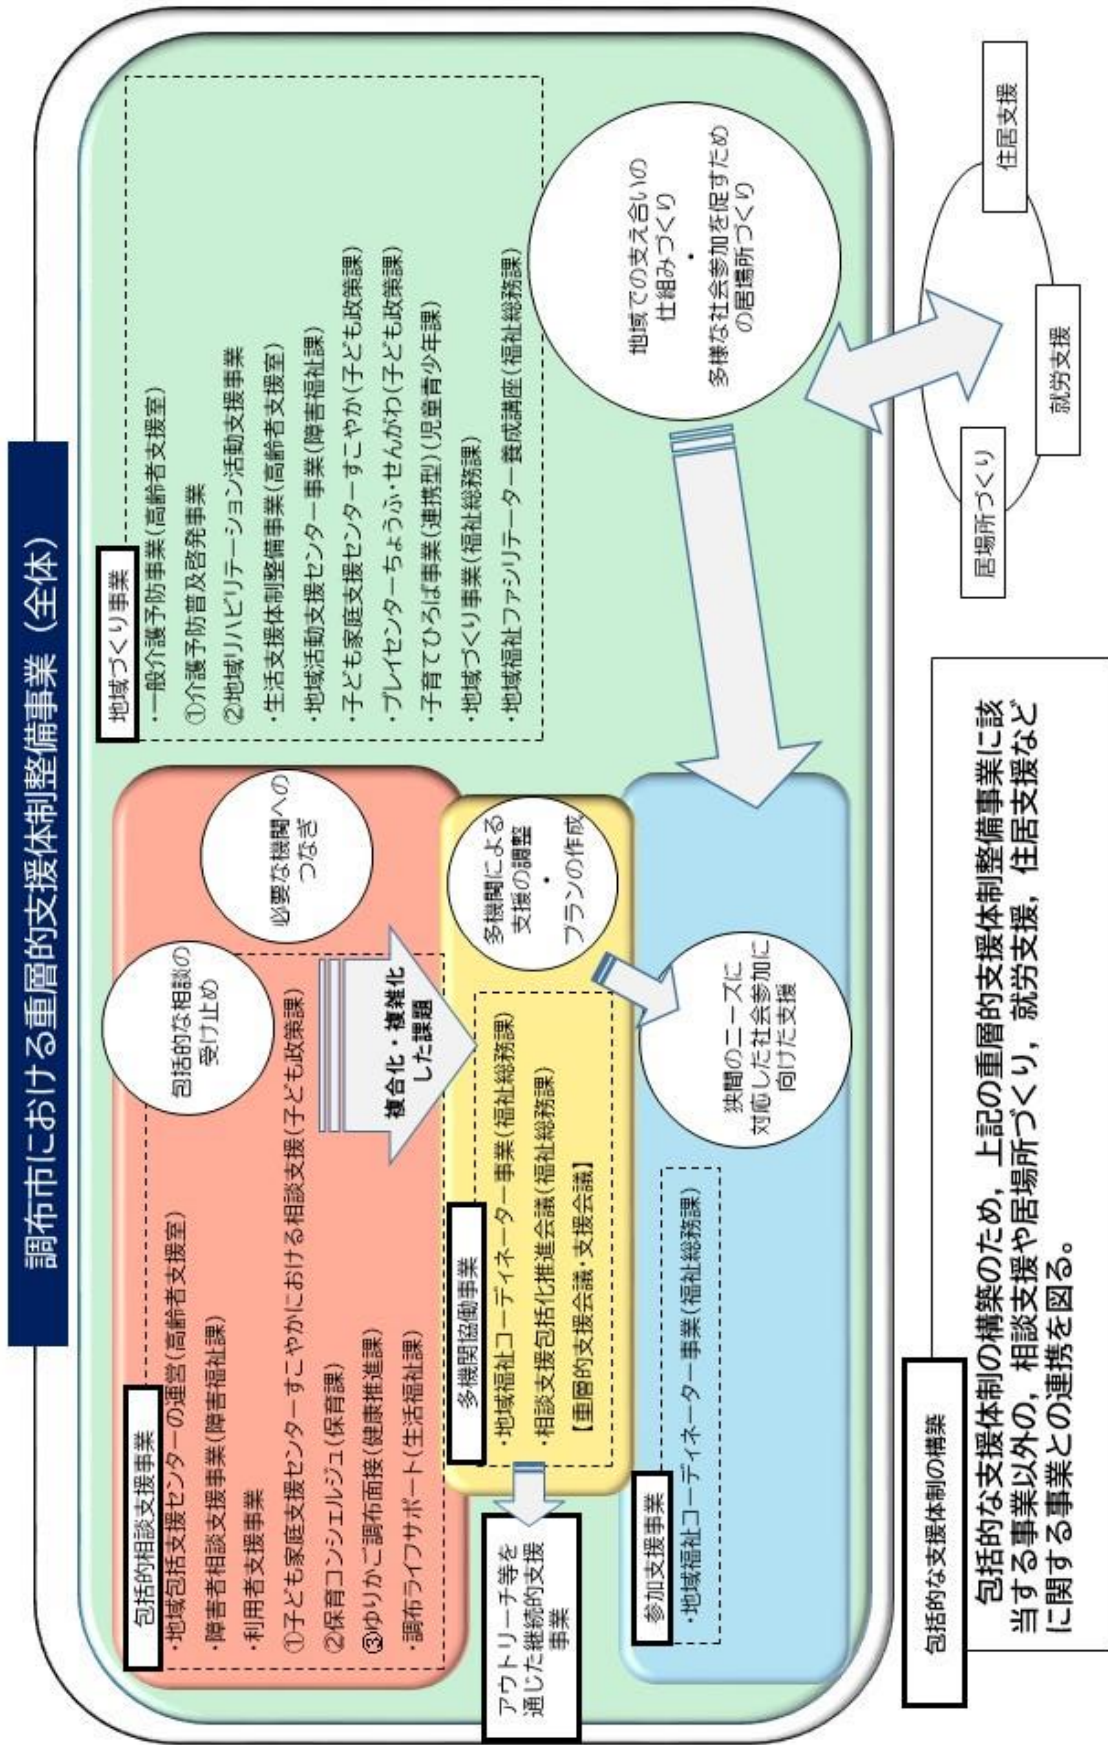 調布市における重層的支援体制整備事業（全体）
包括的相談支援事業
・地域包括支援センターの運営(高齢者支援室)
・障害者相談支援事業(障害福祉課)
・利用者支援事業
①子ども家庭支援センターすこやかにおける相談支援(子ども政策課)
②保育コンシェルジュ(保育課)
③ゆりかご調布面接(健康推進課)
・調布ライフサポート(生活福祉課)
包括的な相談の
受け止め
必要な機関への
つなぎ
複合化・複雑化
した課題
多機関協働事業
・地域福祉コーディネーター事業(福祉総務課)
・相談支援包括化推進会議(福祉総務課)
【重層的支援会議・支援会議】
多機関による
支援の調整
・
プランの作成
アウトリーチ等を
通じた継続的支援
事業
参加支援事業
・地域福祉コーディネーター事業(福祉総務課)
狭間のニーズに
対応した社会参加に
向けた支援
地域づくり事業
・一般介護予防事業(高齢者支援室)
①介護予防普及啓発事業
②地域リハビリテーション活動支援事業
・生活支援体制整備事業(高齢者支援室)
・地域活動支援センター事業(障害福祉課)
・子ども家庭支援センターすこやか(子ども政策課)
・プレイセンターちょうふ・せんがわ(子ども政策課)
・子育てひろば事業(連携型)(児童青少年課)
・地域づくり事業(福祉総務課)
・地域福祉ファシリテーター養成講座(福祉総務課)
地域での支え合いの
仕組みづくり
・
多様な社会参加を促すため
の居場所づくり
居場所づくり
就労支援
住居支援
包括的な支援体制の構築
包括的な支援体制の構築のため，上記の重層的支援体制整備事業に該
当する事業以外の，相談支援や居場所づくり，就労支援，住居支援など
に関する事業との連携を図る。